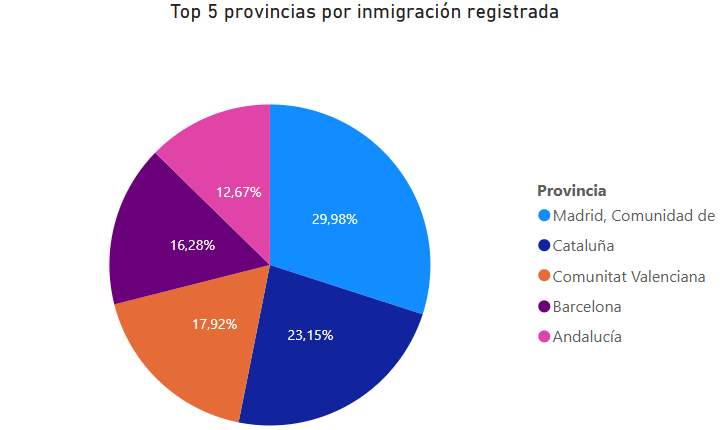 Top 5 provincias por inmigración registrada
12,67%
29,98%
16,28%
17,92%
23,15%
Provincia
Madrid, Comunidad de
Cataluña
Comunitat Valenciana
Barcelona
Andalucía